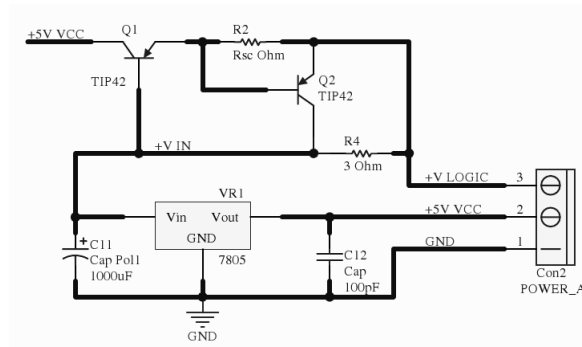 Q1
R2
+5V VCC
Rsc Ohm
Q2
TIP42
TIP42
R4
+V IN
3 Ohm
+V LOGIC
3
VR1
+5V VCC
2
Vin
Vout
GND
GND
1
+
C11
Cap Pol1
1000uF
7805
C12
Cap
100pF
Con2
POWER_A
GND